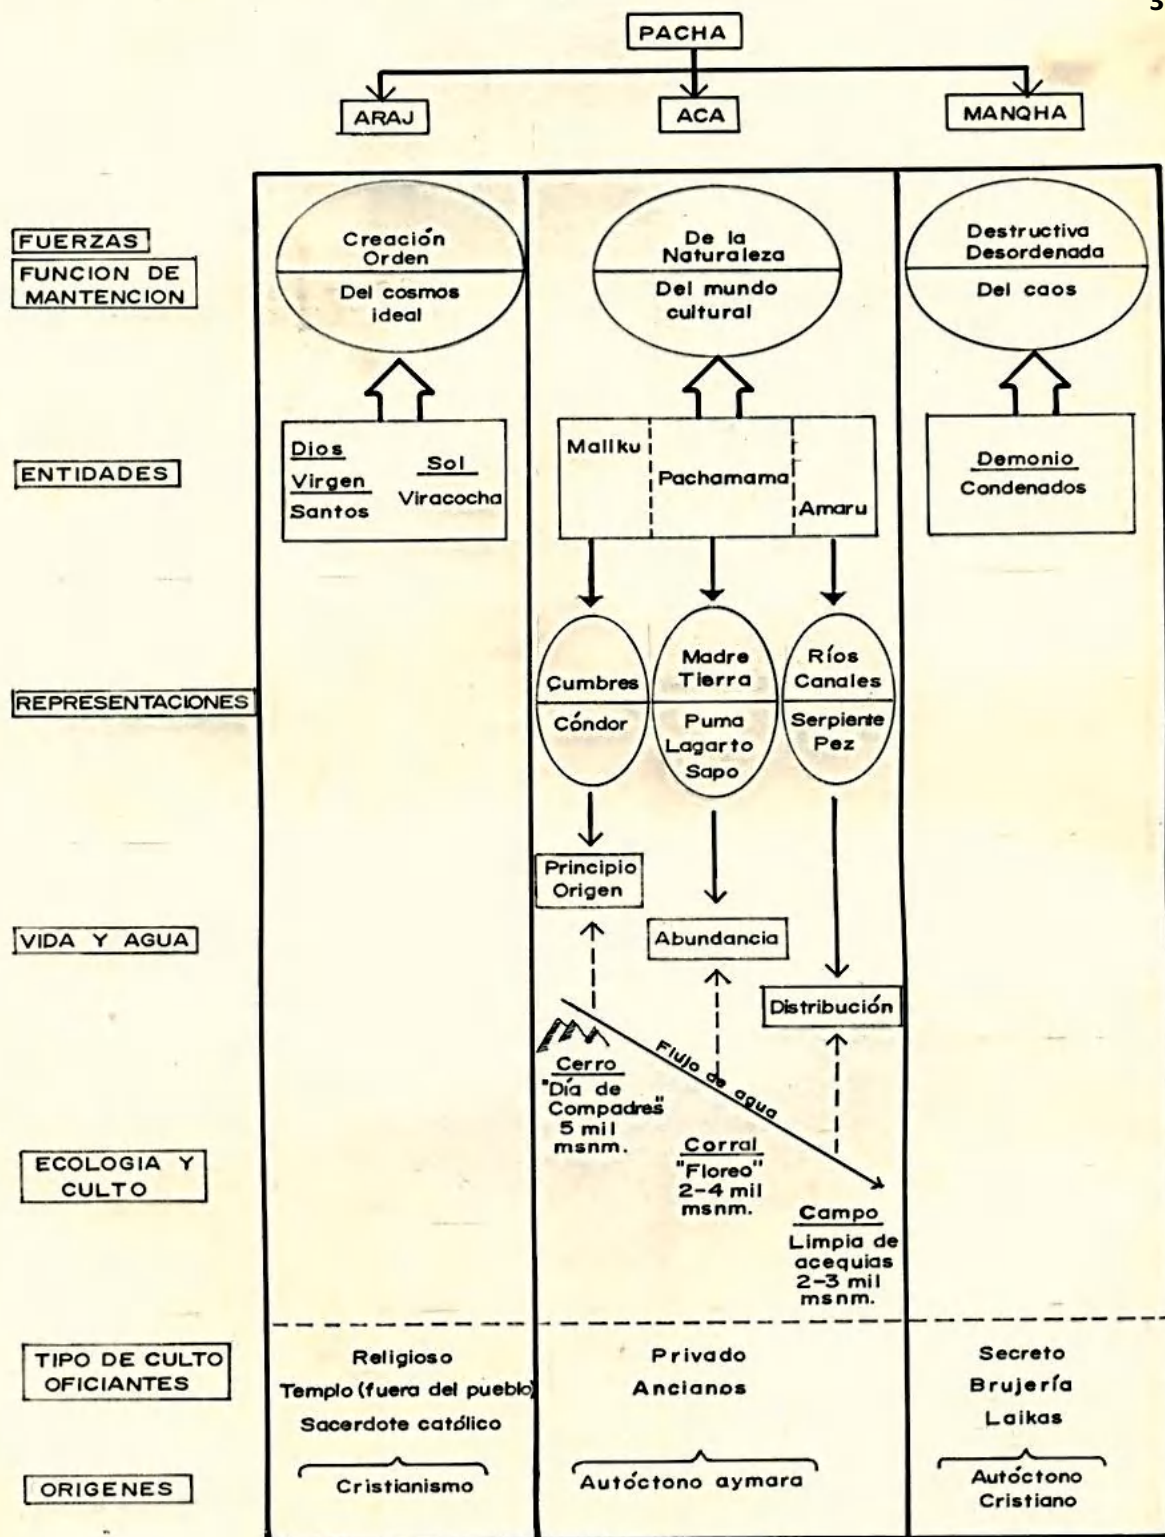 3
PACHA
ARAJ
ACA
MANQHA
FUERZAS
FUNCION DE
MANTENCION
Creación
Orden
Del cosmos
ideal
De la
Naturaleza
Del mundo
cultural
Destructiva
Desordenada
Del caos
ENTIDADES
Dios
Virgen
Santos
Sol
Viracocha
Mallku
Pachamama
Amaru
Demonio
Condenados
REPRESENTACIONES
Cumbres
Cóndor
Madre
Tierra
Puma
Lagarto
Sapo
Ríos
Canales
Serpiente
Pez
VIDA Y AGUA
Principio
Origen
Abundancia
Distribución
Flujo de agua
ECOLOGIA Y
CULTO
Cerro
"Día de
Compadres"
5 mil
msnm.
Corral
"Floreo"
2-4 mil
msnm.
Campo
Limpia de
acequias
2-3 mil
msnm.
TIPO DE CULTO
OFICIANTES
Religioso
Templo (fuera del pueblo)
Sacerdote católico
Privado
Ancianos
Secreto
Brujería
Laikas
ORIGENES
Cristianismo
Autóctono aymara
Autóctono
Cristiano